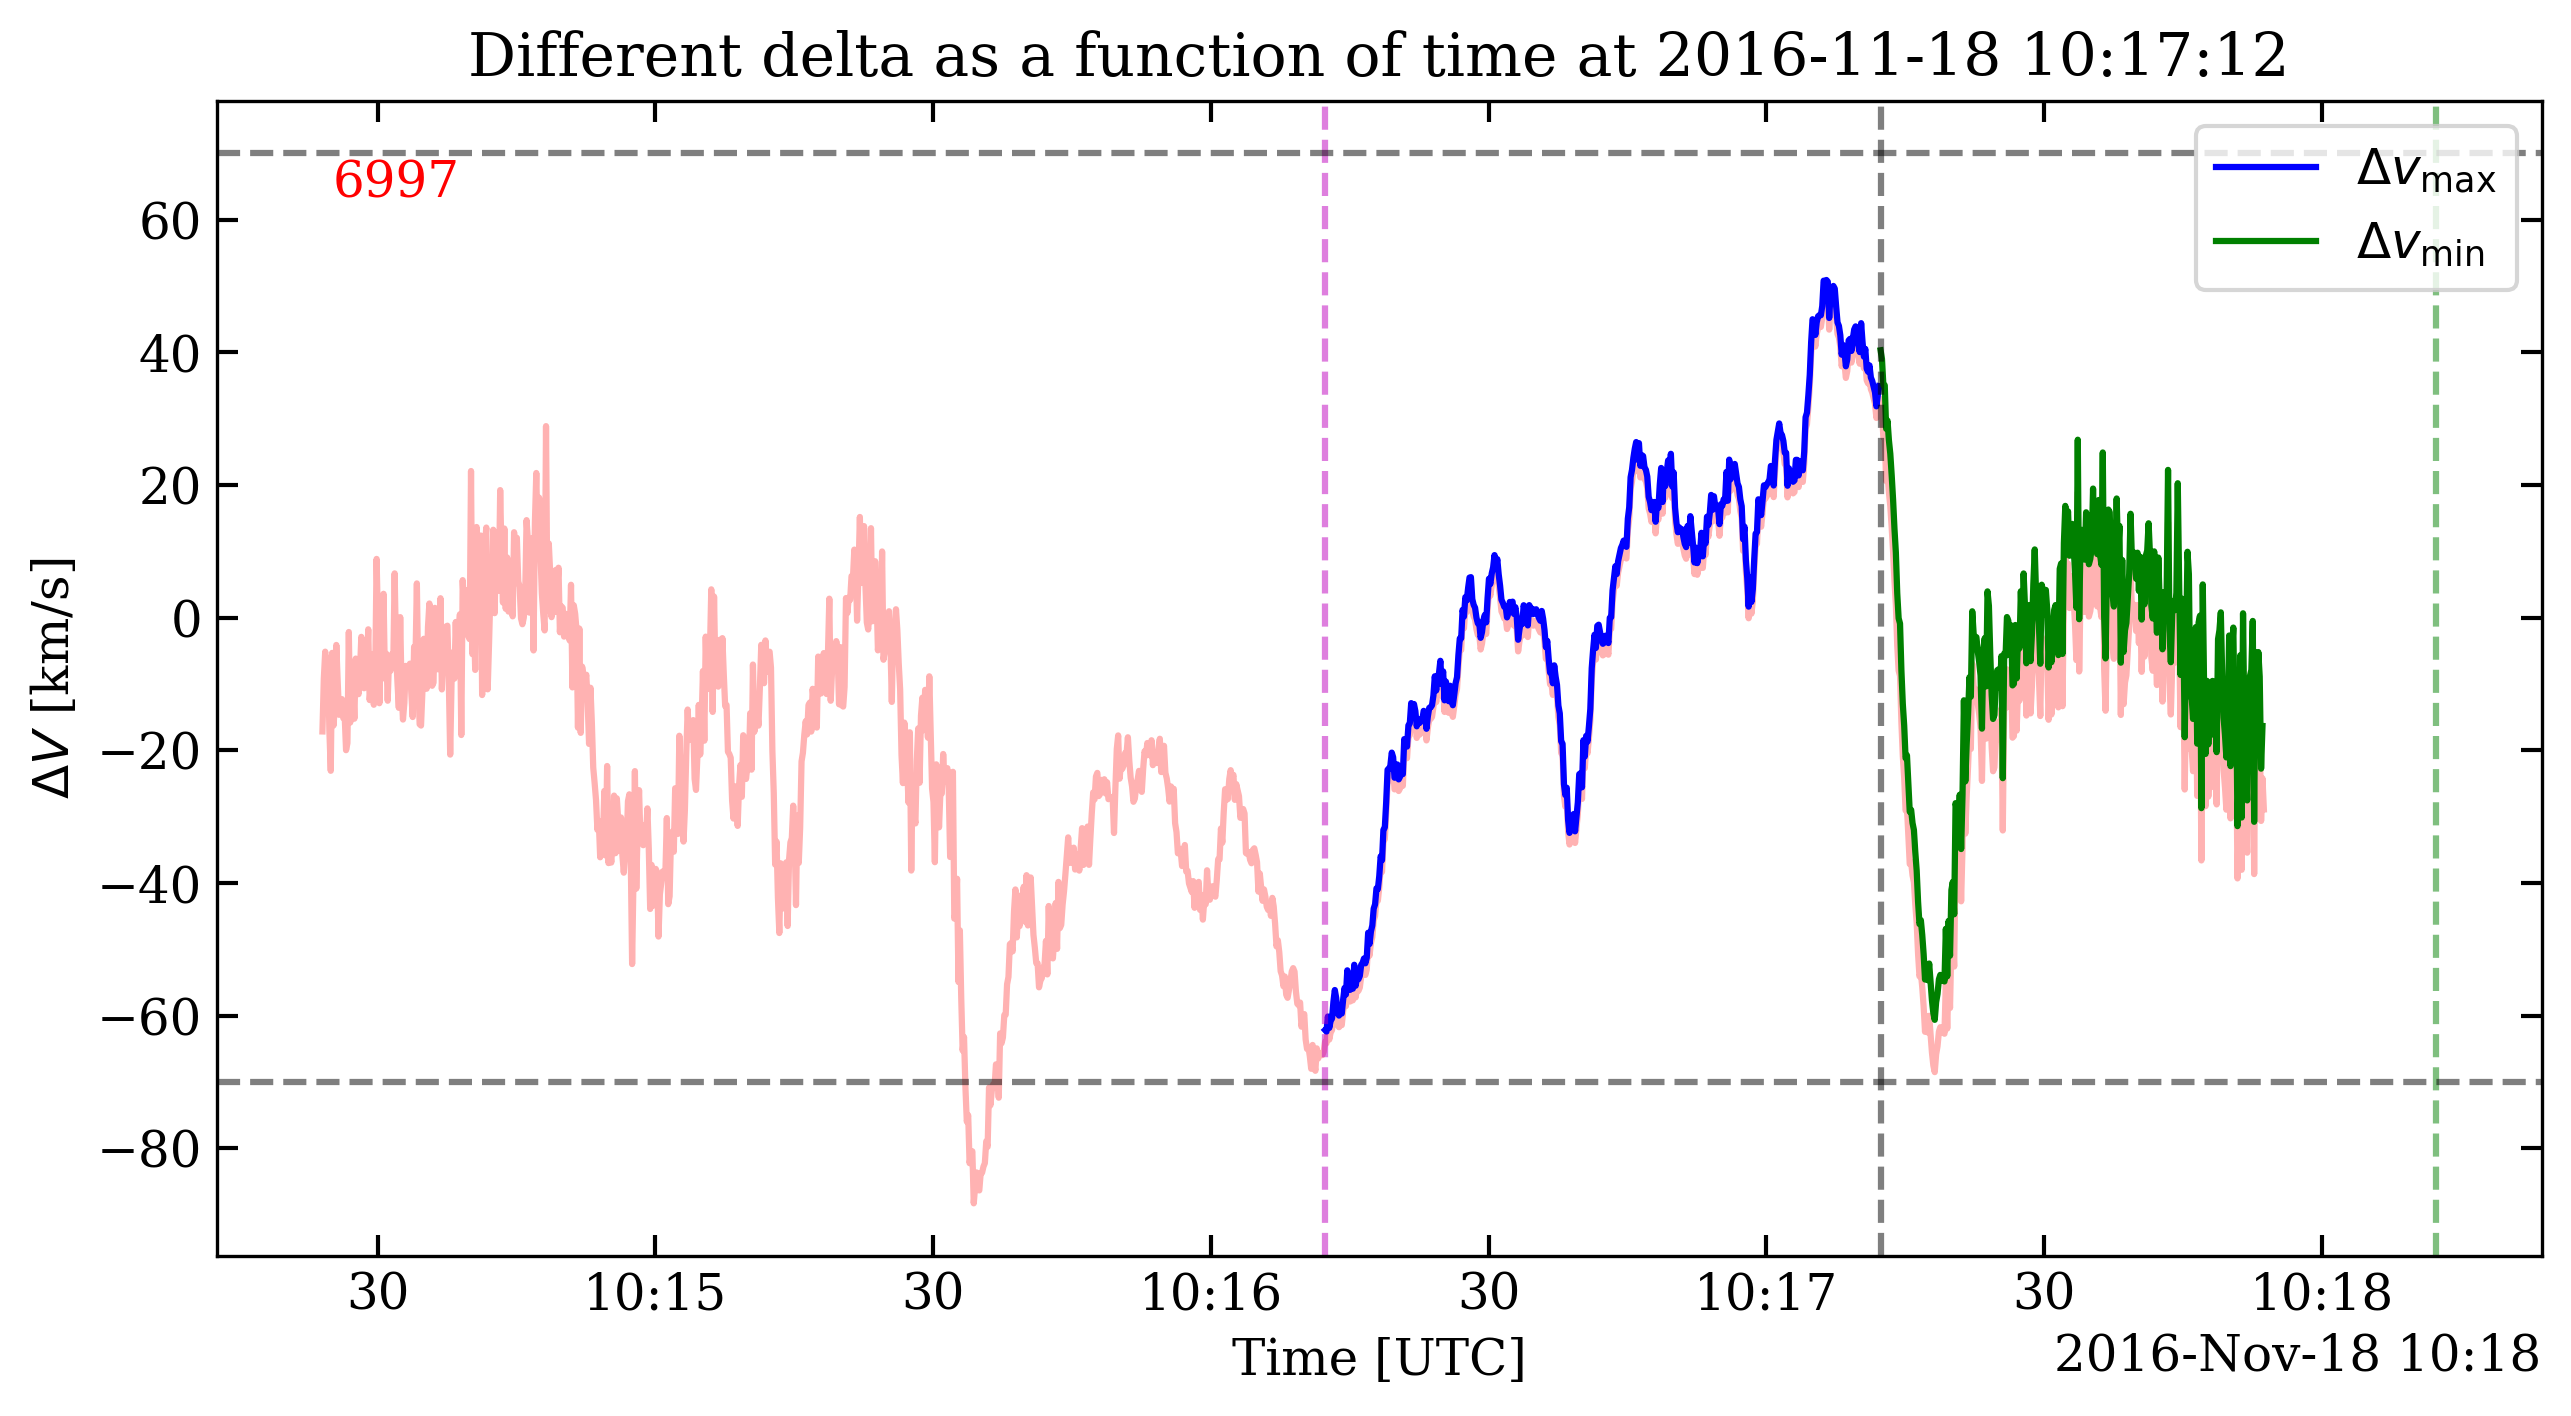 Different delta as a function of time at 2016-11-18 10:17:12
6997
Δv_max
Δv_min
60
40
20
0
−20
−40
−60
−80
ΔV [km/s]
30
10:15
30
10:16
30
10:17
30
10:18
Time [UTC]
2016-Nov-18 10:18